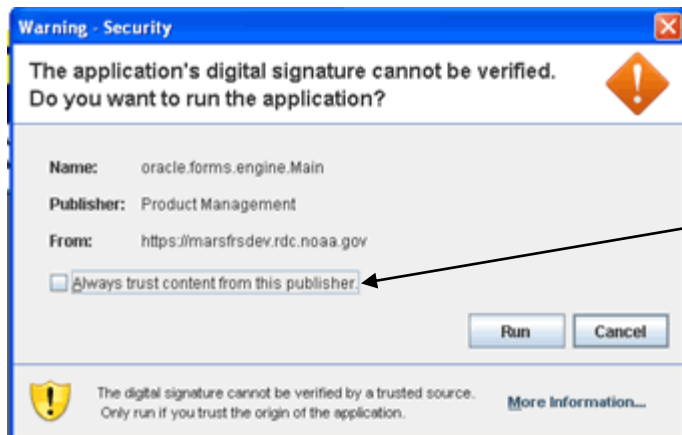 Warning - Security
The application's digital signature cannot be verified.
Do you want to run the application?
Name: oracle.forms.engine.Main
Publisher: Product Management
From: https://marsfrsdev.rdc.noaa.gov
Always trust content from this publisher.
Run Cancel
The digital signature cannot be verified by a trusted source.
Only run if you trust the origin of the application.
More Information...